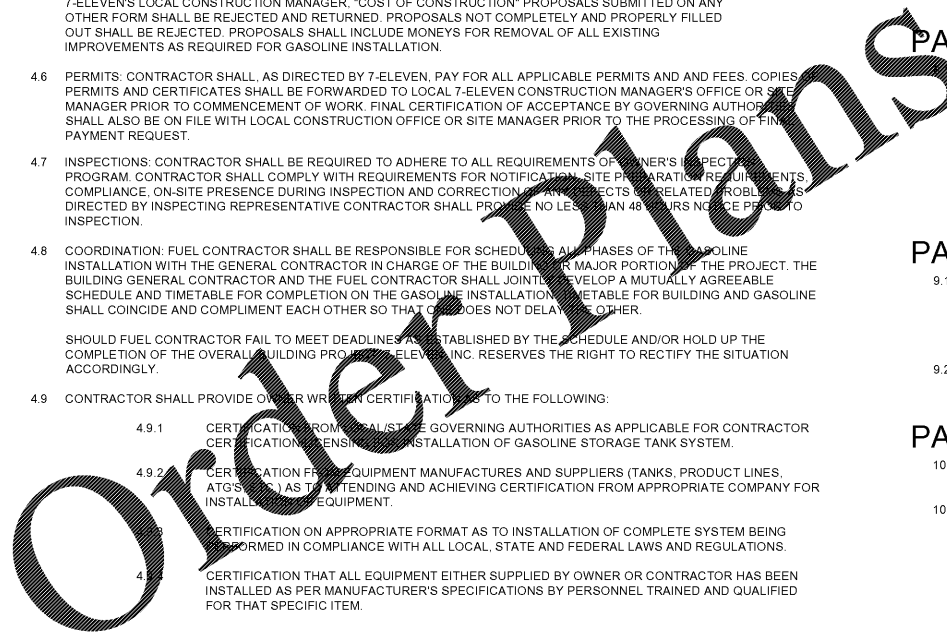 7-ELEVEN'S LOCAL CONSTRUCTION MANAGER, "COST OF CONSTRUCTION" PROPOSALS SUBMITTED ON ANY
OTHER FORM SHALL BE REJECTED AND RETURNED. PROPOSALS NOT COMPLETELY AND PROPERLY FILLED
OUT SHALL BE REJECTED. PROPOSALS SHALL INCLUDE MONEYS FOR REMOVAL OF ALL EXISTING
IMPROVEMENTS AS REQUIRED FOR GASOLINE INSTALLATION.
4.6 PERMITS: CONTRACTOR SHALL, AS DIRECTED BY 7-ELEVEN, PAY FOR ALL APPLICABLE PERMITS AND AND FEES. COPIES OF
PERMITS AND CERTIFICATES SHALL BE FORWARDED TO LOCAL 7-ELEVEN CONSTRUCTION MANAGER'S OFFICE OR SITE
MANAGER PRIOR TO COMMENCEMENT OF WORK. FINAL CERTIFICATION OF ACCEPTANCE BY GOVERNING AUTHORITIES
SHALL ALSO BE ON FILE WITH LOCAL CONSTRUCTION OFFICE OR SITE MANAGER PRIOR TO THE PROCESSING OF FINAL
PAYMENT REQUEST.
4.7 INSPECTIONS: CONTRACTOR SHALL BE REQUIRED TO ADHERE TO ALL REQUIREMENTS OF OWNER'S INSPECTION
PROGRAM. CONTRACTOR SHALL COMPLY WITH REQUIREMENTS FOR NOTIFICATION, SITE PREPARATION REQUIREMENTS,
COMPLIANCE, ON-SITE PRESENCE DURING INSPECTION AND CORRECTION OF ANY DEFECTS OR RELATED PROBLEMS AS
DIRECTED BY INSPECTING REPRESENTATIVE CONTRACTOR SHALL PROVIDE NO LESS THAN 48 HOURS NOTICE PRIOR TO
INSPECTION.
4.8 COORDINATION: FUEL CONTRACTOR SHALL BE RESPONSIBLE FOR SCHEDULING ALL PHASES OF THE GASOLINE
INSTALLATION WITH THE GENERAL CONTRACTOR IN CHARGE OF THE BUILDING OR MAJOR PORTION OF THE PROJECT. THE
BUILDING GENERAL CONTRACTOR AND THE FUEL CONTRACTOR SHALL JOINTLY DEVELOP A MUTUALLY AGREEABLE
SCHEDULE AND TIMETABLE FOR COMPLETION ON THE GASOLINE INSTALLATION. TIMETABLE FOR BUILDING AND GASOLINE
SHALL COINCIDE AND COMPLIMENT EACH OTHER SO THAT ONE DOES NOT DELAY THE OTHER.
SHOULD FUEL CONTRACTOR FAIL TO MEET DEADLINES AS ESTABLISHED BY THE SCHEDULE AND/OR HOLD UP THE
COMPLETION OF THE OVERALL BUILDING PROJECT, 7-ELEVEN, INC. RESERVES THE RIGHT TO RECTIFY THE SITUATION
ACCORDINGLY.
4.9 CONTRACTOR SHALL PROVIDE OWNER WRITTEN CERTIFICATION AS TO THE FOLLOWING:
4.9.1 CERTIFICATION FROM LOCAL/STATE GOVERNING AUTHORITIES AS APPLICABLE FOR CONTRACTOR
CERTIFICATION/LICENSING FOR INSTALLATION OF GASOLINE STORAGE TANK SYSTEM.
4.9.2 CERTIFICATION FROM EQUIPMENT MANUFACTURES AND SUPPLIERS (TANKS, PRODUCT LINES,
ATG'S, ETC.) AS TO ATTENDING AND ACHIEVING CERTIFICATION FROM APPROPRIATE COMPANY FOR
INSTALLATION OF EQUIPMENT.
4.9.3 CERTIFICATION ON APPROPRIATE FORMAT AS TO INSTALLATION OF COMPLETE SYSTEM BEING
PERFORMED IN COMPLIANCE WITH ALL LOCAL, STATE AND FEDERAL LAWS AND REGULATIONS.
4.9.4 CERTIFICATION THAT ALL EQUIPMENT EITHER SUPPLIED BY OWNER OR CONTRACTOR HAS BEEN
INSTALLED AS PER MANUFACTURER'S SPECIFICATIONS BY PERSONNEL TRAINED AND QUALIFIED
FOR THAT SPECIFIC ITEM.
Order Plans
PA
PA
9.1
9.2
PA
10
10